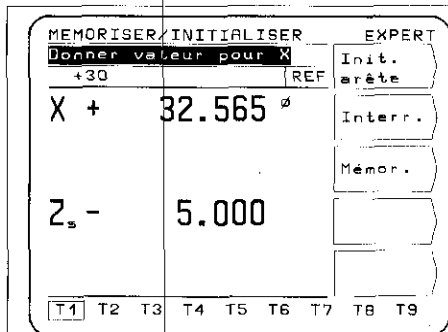 MEMORISER/INITIALISER EXPERT
Donner valeur pour X
+30 REF
Init.
arête
X + 32.565 ø
Interr.
Mémor.
Zs - 5.000
T1 T2 T3 T4 T5 T6 T7 T8 T9